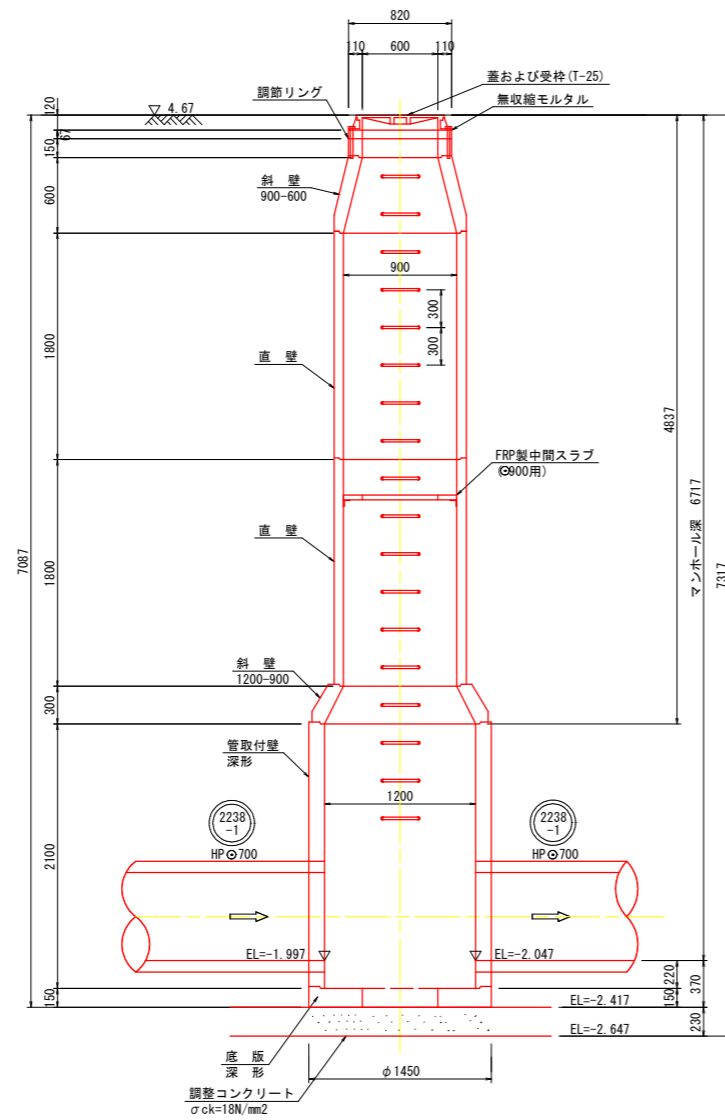 820
110 600 110
蓋および受枠(T-25)
調節リング
無収縮モルタル
120
4.67
67
150
斜 壁
900-600
600
900
300
300
1800
直 壁
4837
FRP製中間スラブ
(⊙900用)
マンホール深 6717
7317
7087
直 壁
1800
斜 壁
1200-900
300
管取付壁
深形
1200
2238
-1
HP⊙700
2238
-1
HP⊙700
2100
EL=-1.997
EL=-2.047
220
370
150
150
EL=-2.417
230
EL=-2.647
底 版
深 形
φ1450
調整コンクリート
σck=18N/mm2